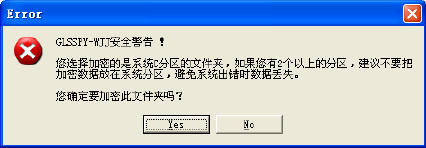 Error
GLSSPY-WJJ安全警告 !
您选择加密的是系统C分区的文件夹，如果您有2个以上的分区，建议不要把
加密数据放在系统分区，避免系统出错时数据丢失。
您确定要加密此文件夹吗？
Yes
No